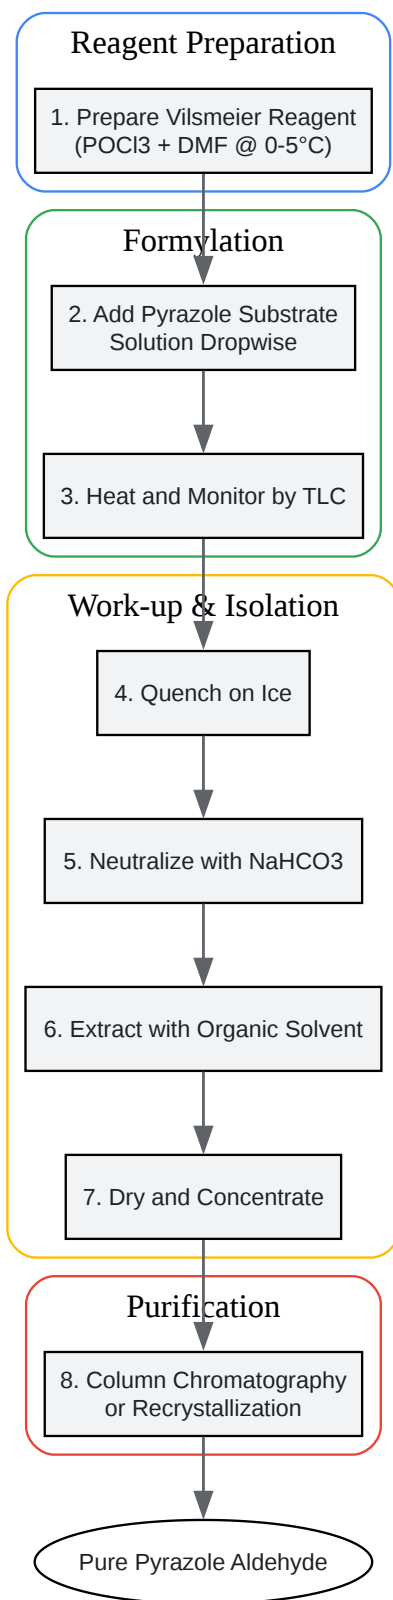 Reagent Preparation
1. Prepare Vilsmeier Reagent
(POCl3 + DMF @ 0-5°C)
Formylation
2. Add Pyrazole Substrate
Solution Dropwise
3. Heat and Monitor by TLC
Work-up & Isolation
4. Quench on Ice
5. Neutralize with NaHCO3
6. Extract with Organic Solvent
7. Dry and Concentrate
Purification
8. Column Chromatography
or Recrystallization
Pure Pyrazole Aldehyde